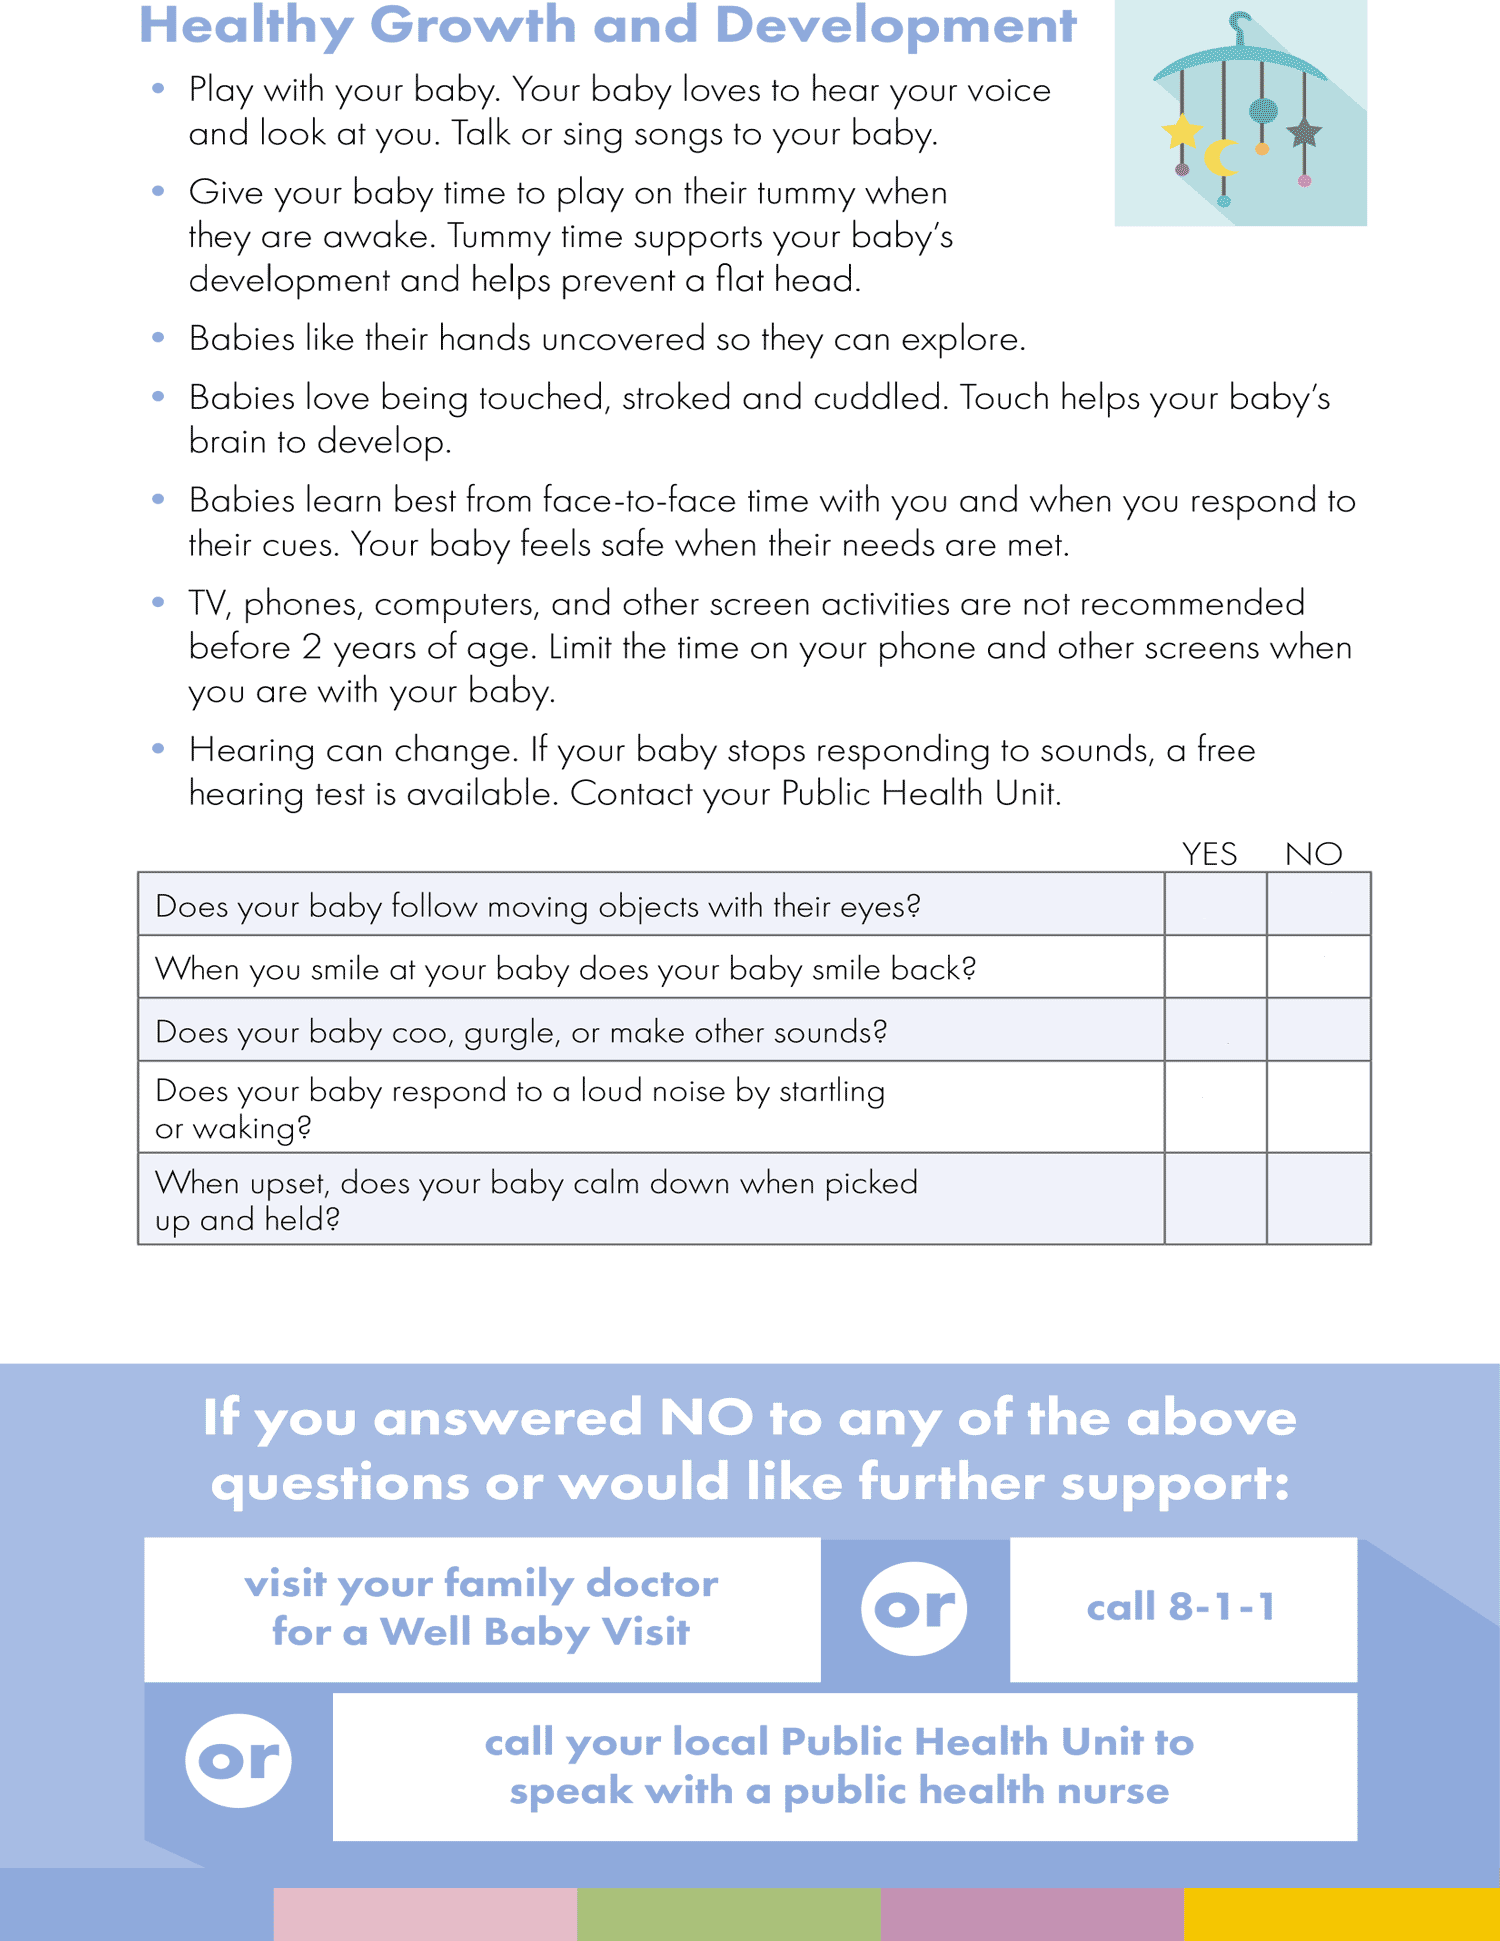 Healthy Growth and Development
• Play with your baby. Your baby loves to hear your voice
and look at you. Talk or sing songs to your baby.
• Give your baby time to play on their tummy when
they are awake. Tummy time supports your baby’s
development and helps prevent a flat head.
• Babies like their hands uncovered so they can explore.
• Babies love being touched, stroked and cuddled. Touch helps your baby’s
brain to develop.
• Babies learn best from face-to-face time with you and when you respond to
their cues. Your baby feels safe when their needs are met.
• TV, phones, computers, and other screen activities are not recommended
before 2 years of age. Limit the time on your phone and other screens when
you are with your baby.
• Hearing can change. If your baby stops responding to sounds, a free
hearing test is available. Contact your Public Health Unit.
YES NO
Does your baby follow moving objects with their eyes?
When you smile at your baby does your baby smile back?
Does your baby coo, gurgle, or make other sounds?
Does your baby respond to a loud noise by startling
or waking?
When upset, does your baby calm down when picked
up and held?
If you answered NO to any of the above
questions or would like further support:
visit your family doctor
for a Well Baby Visit
or
call 8-1-1
or
call your local Public Health Unit to
speak with a public health nurse